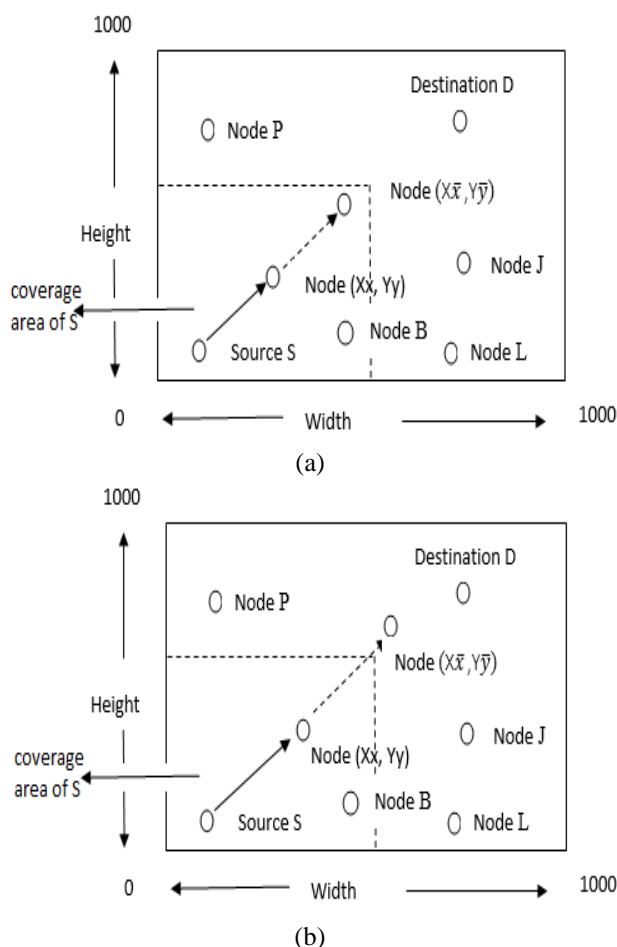 1000
Destination D
Node P
Node (Xx̄, Yȳ)
Height
Node J
Node (Xx, Yy)
coverage
area of S
Node B
Source S
Node L
0
Width
1000
(a)
1000
Destination D
Node P
Node (Xx̄, Yȳ)
Height
Node J
Node (Xx, Yy)
coverage
area of S
Node B
Source S
Node L
0
Width
1000
(b)